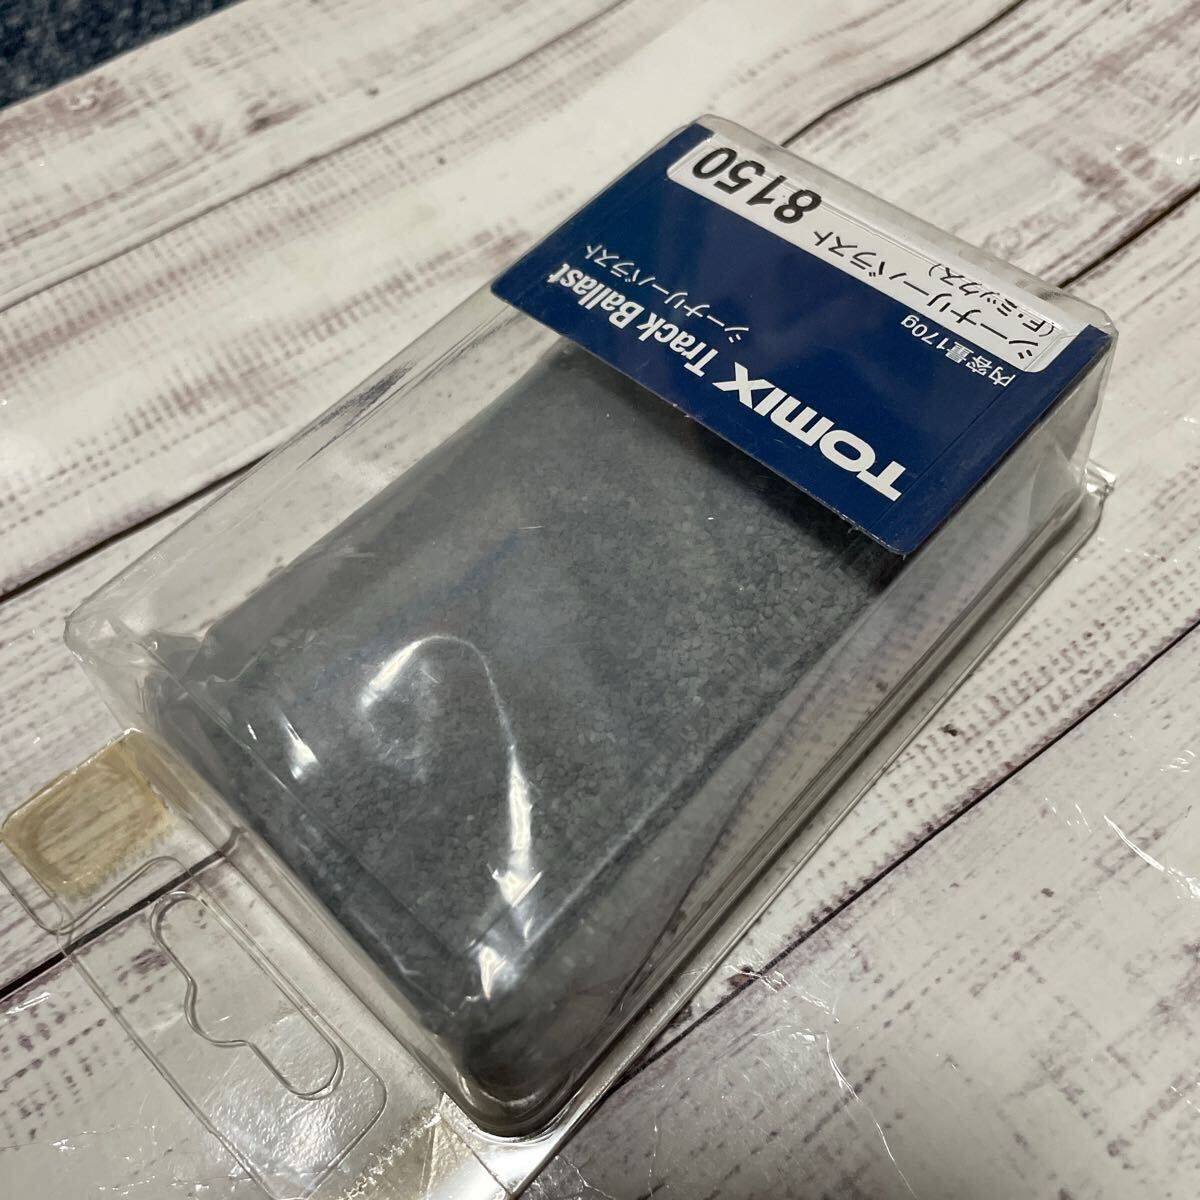 TOMIX Track Ballast
シーナリーバラスト
内容量170g
シーナリーバラスト 8150
(F・ミックス)